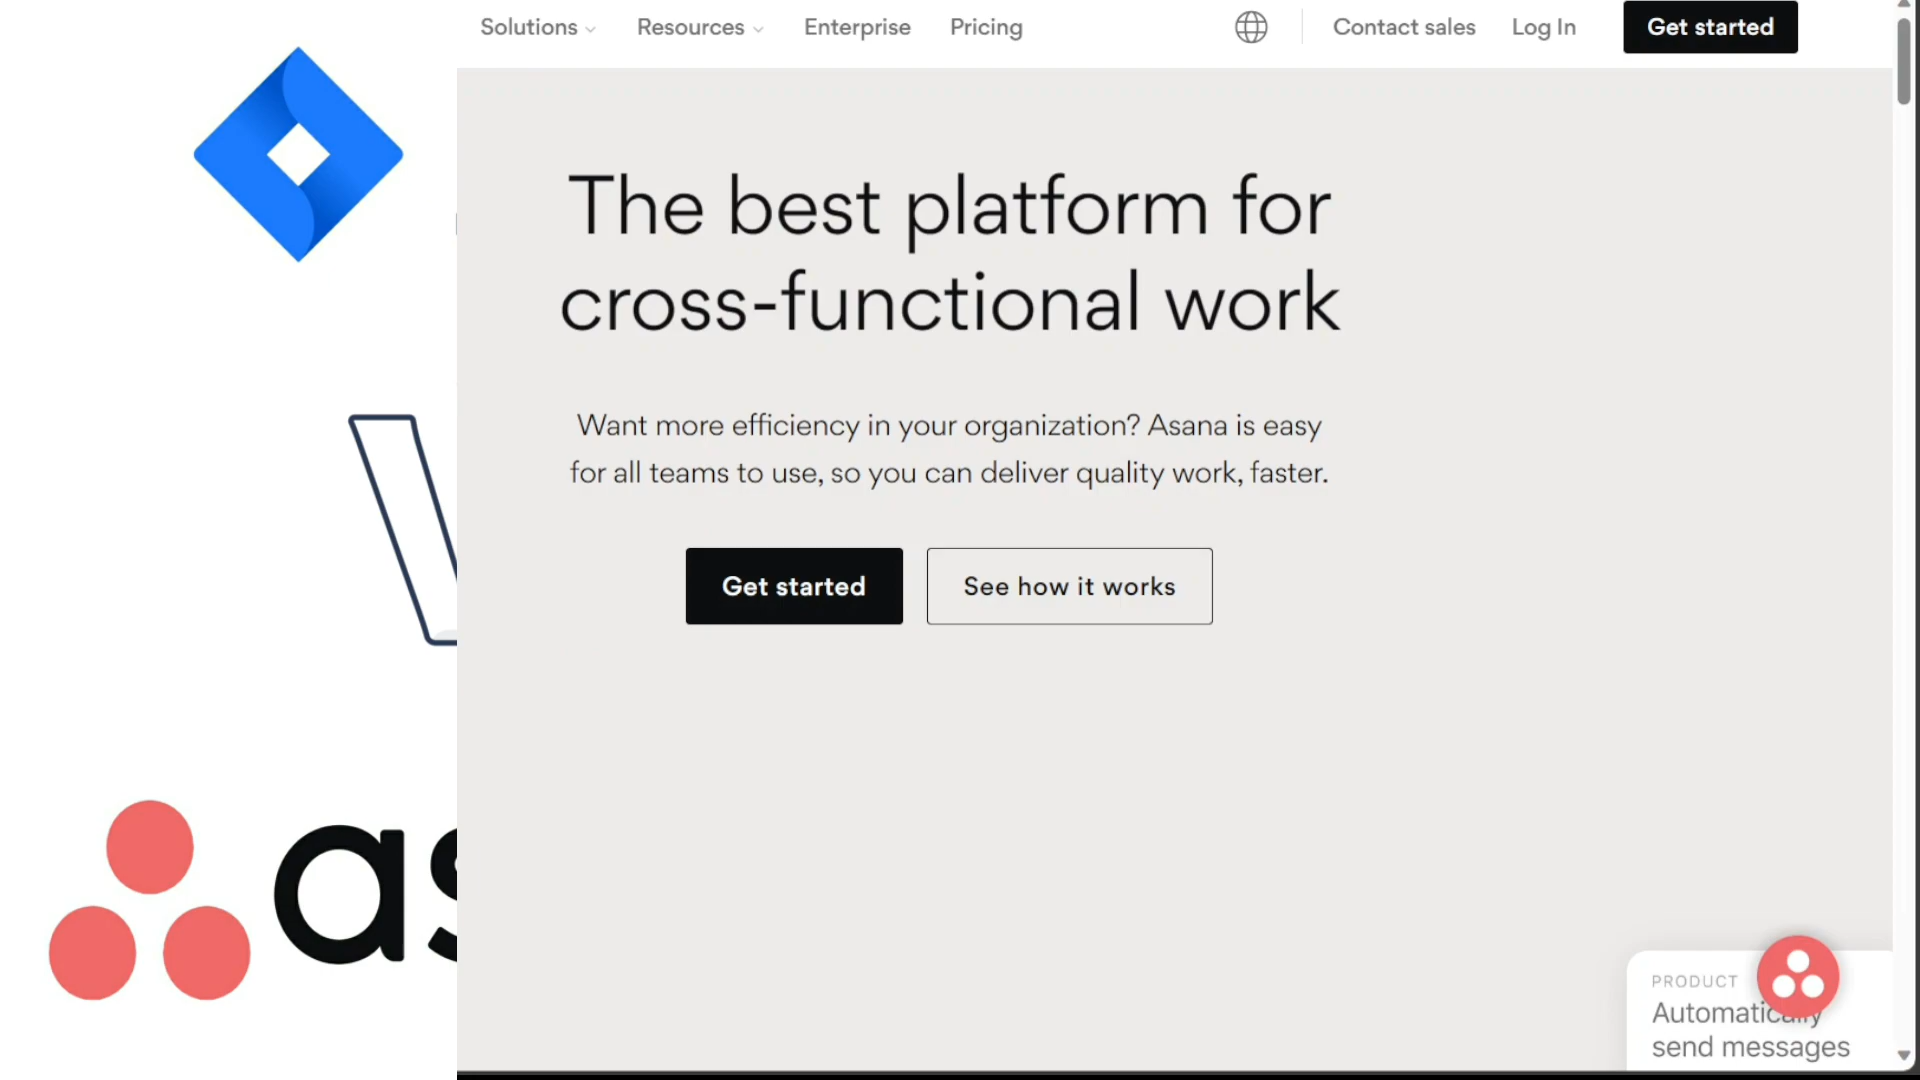 Solutions Resources Enterprise Pricing Contact sales Log In Get started
The best platform for
cross-functional work
Want more efficiency in your organization? Asana is easy
for all teams to use, so you can deliver quality work, faster.
Get started See how it works
V
as
PRODUCT
Automatically
send messages